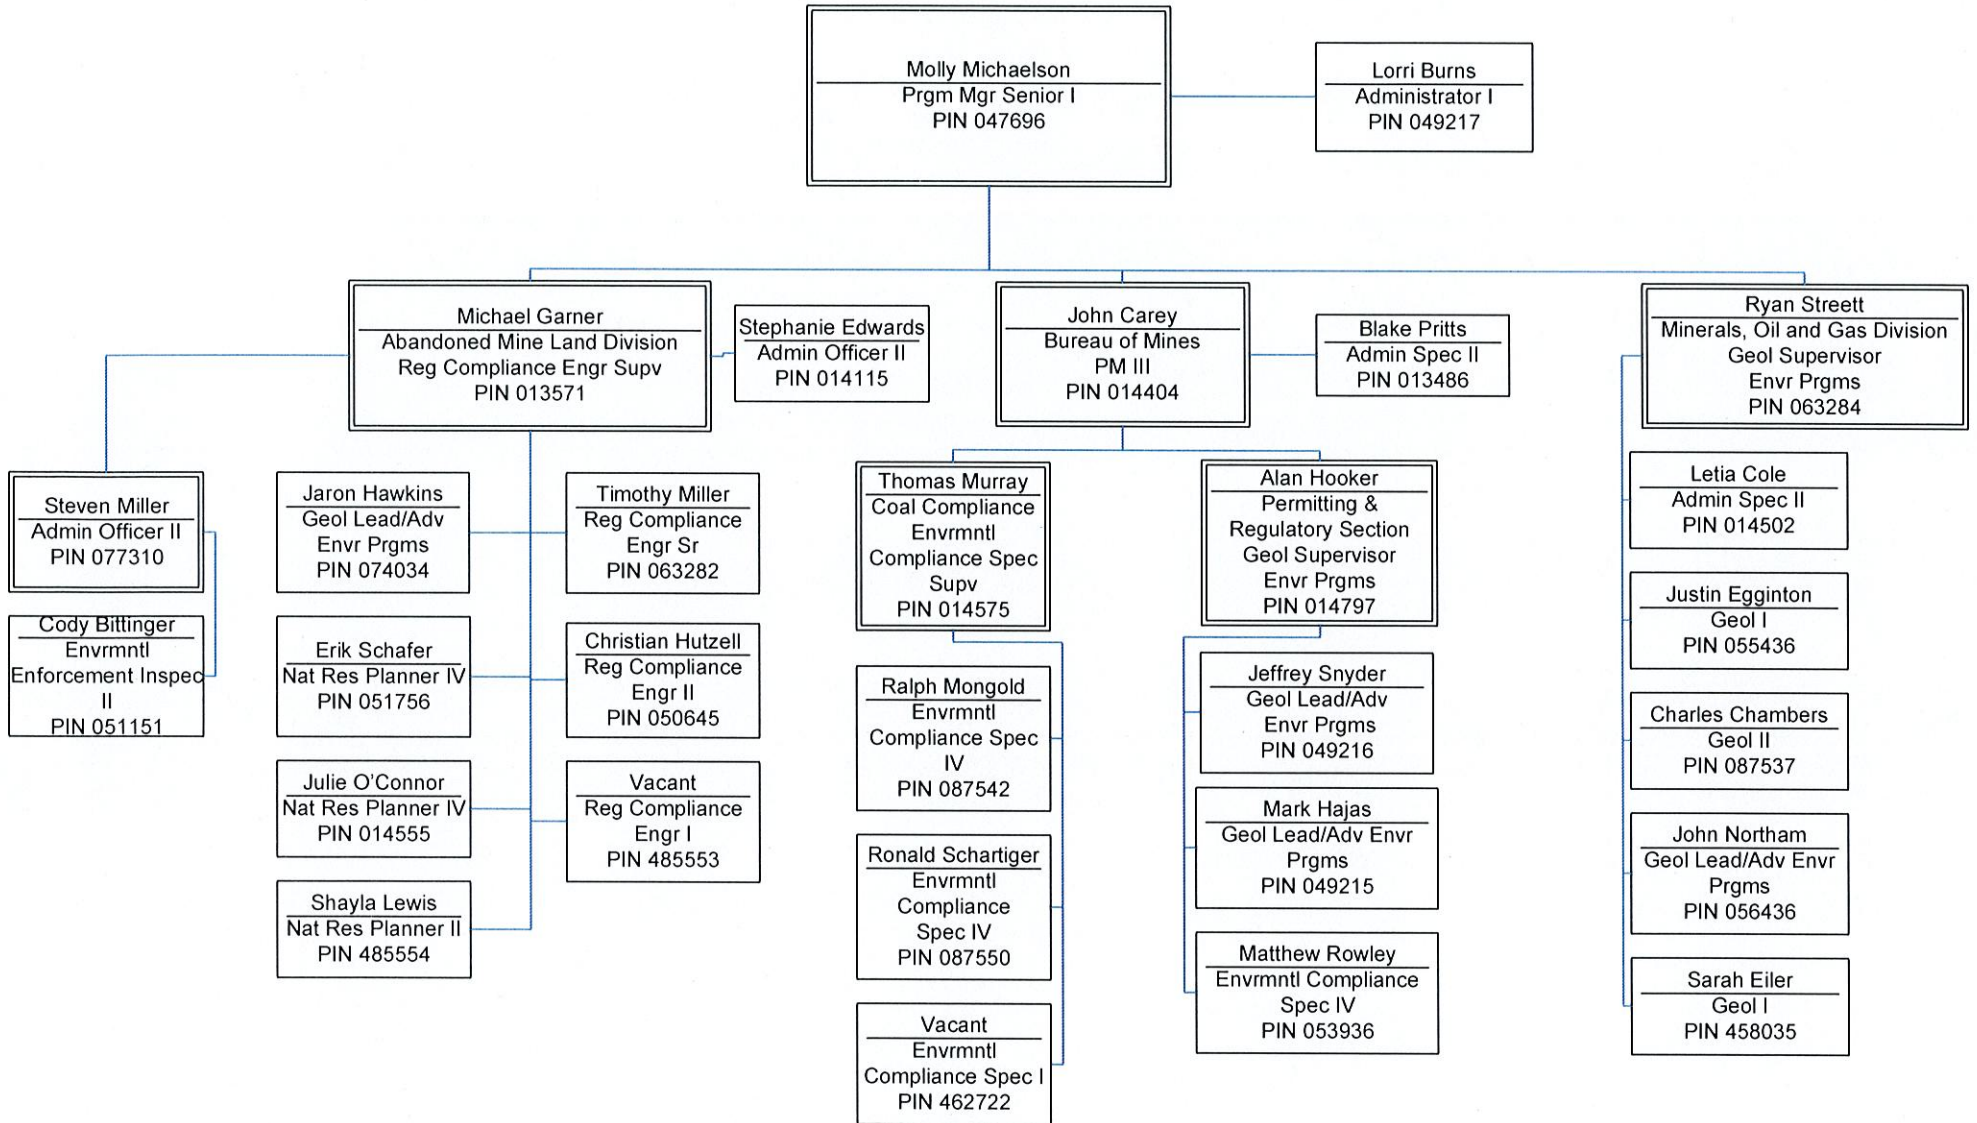 Molly Michaelson
Prgm Mgr Senior I
PIN 047696
Lorri Burns
Administrator I
PIN 049217
Michael Garner
Abandoned Mine Land Division
Reg Compliance Engr Supv
PIN 013571
Stephanie Edwards
Admin Officer II
PIN 014115
John Carey
Bureau of Mines
PM III
PIN 014404
Blake Pritts
Admin Spec II
PIN 013486
Ryan Streett
Minerals, Oil and Gas Division
Geol Supervisor
Envr Prgms
PIN 063284
Steven Miller
Admin Officer II
PIN 077310
Cody Bittinger
Envrmntl
Enforcement Inspec
II
PIN 051151
Jaron Hawkins
Geol Lead/Adv
Envr Prgms
PIN 074034
Erik Schafer
Nat Res Planner IV
PIN 051756
Julie O'Connor
Nat Res Planner IV
PIN 014555
Shayla Lewis
Nat Res Planner II
PIN 485554
Timothy Miller
Reg Compliance
Engr Sr
PIN 063282
Christian Hutzell
Reg Compliance
Engr II
PIN 050645
Vacant
Reg Compliance
Engr I
PIN 485553
Thomas Murray
Coal Compliance
Envrmntl
Compliance Spec
Supv
PIN 014575
Ralph Mongold
Envrmntl
Compliance Spec
IV
PIN 087542
Ronald Schartiger
Envrmntl
Compliance
Spec IV
PIN 087550
Vacant
Envrmntl
Compliance Spec I
PIN 462722
Alan Hooker
Permitting &
Regulatory Section
Geol Supervisor
Envr Prgms
PIN 014797
Jeffrey Snyder
Geol Lead/Adv
Envr Prgms
PIN 049216
Mark Hajas
Geol Lead/Adv Envr
Prgms
PIN 049215
Matthew Rowley
Envrmntl Compliance
Spec IV
PIN 053936
Letia Cole
Admin Spec II
PIN 014502
Justin Egginton
Geol I
PIN 055436
Charles Chambers
Geol II
PIN 087537
John Northam
Geol Lead/Adv Envr
Prgms
PIN 056436
Sarah Eiler
Geol I
PIN 458035